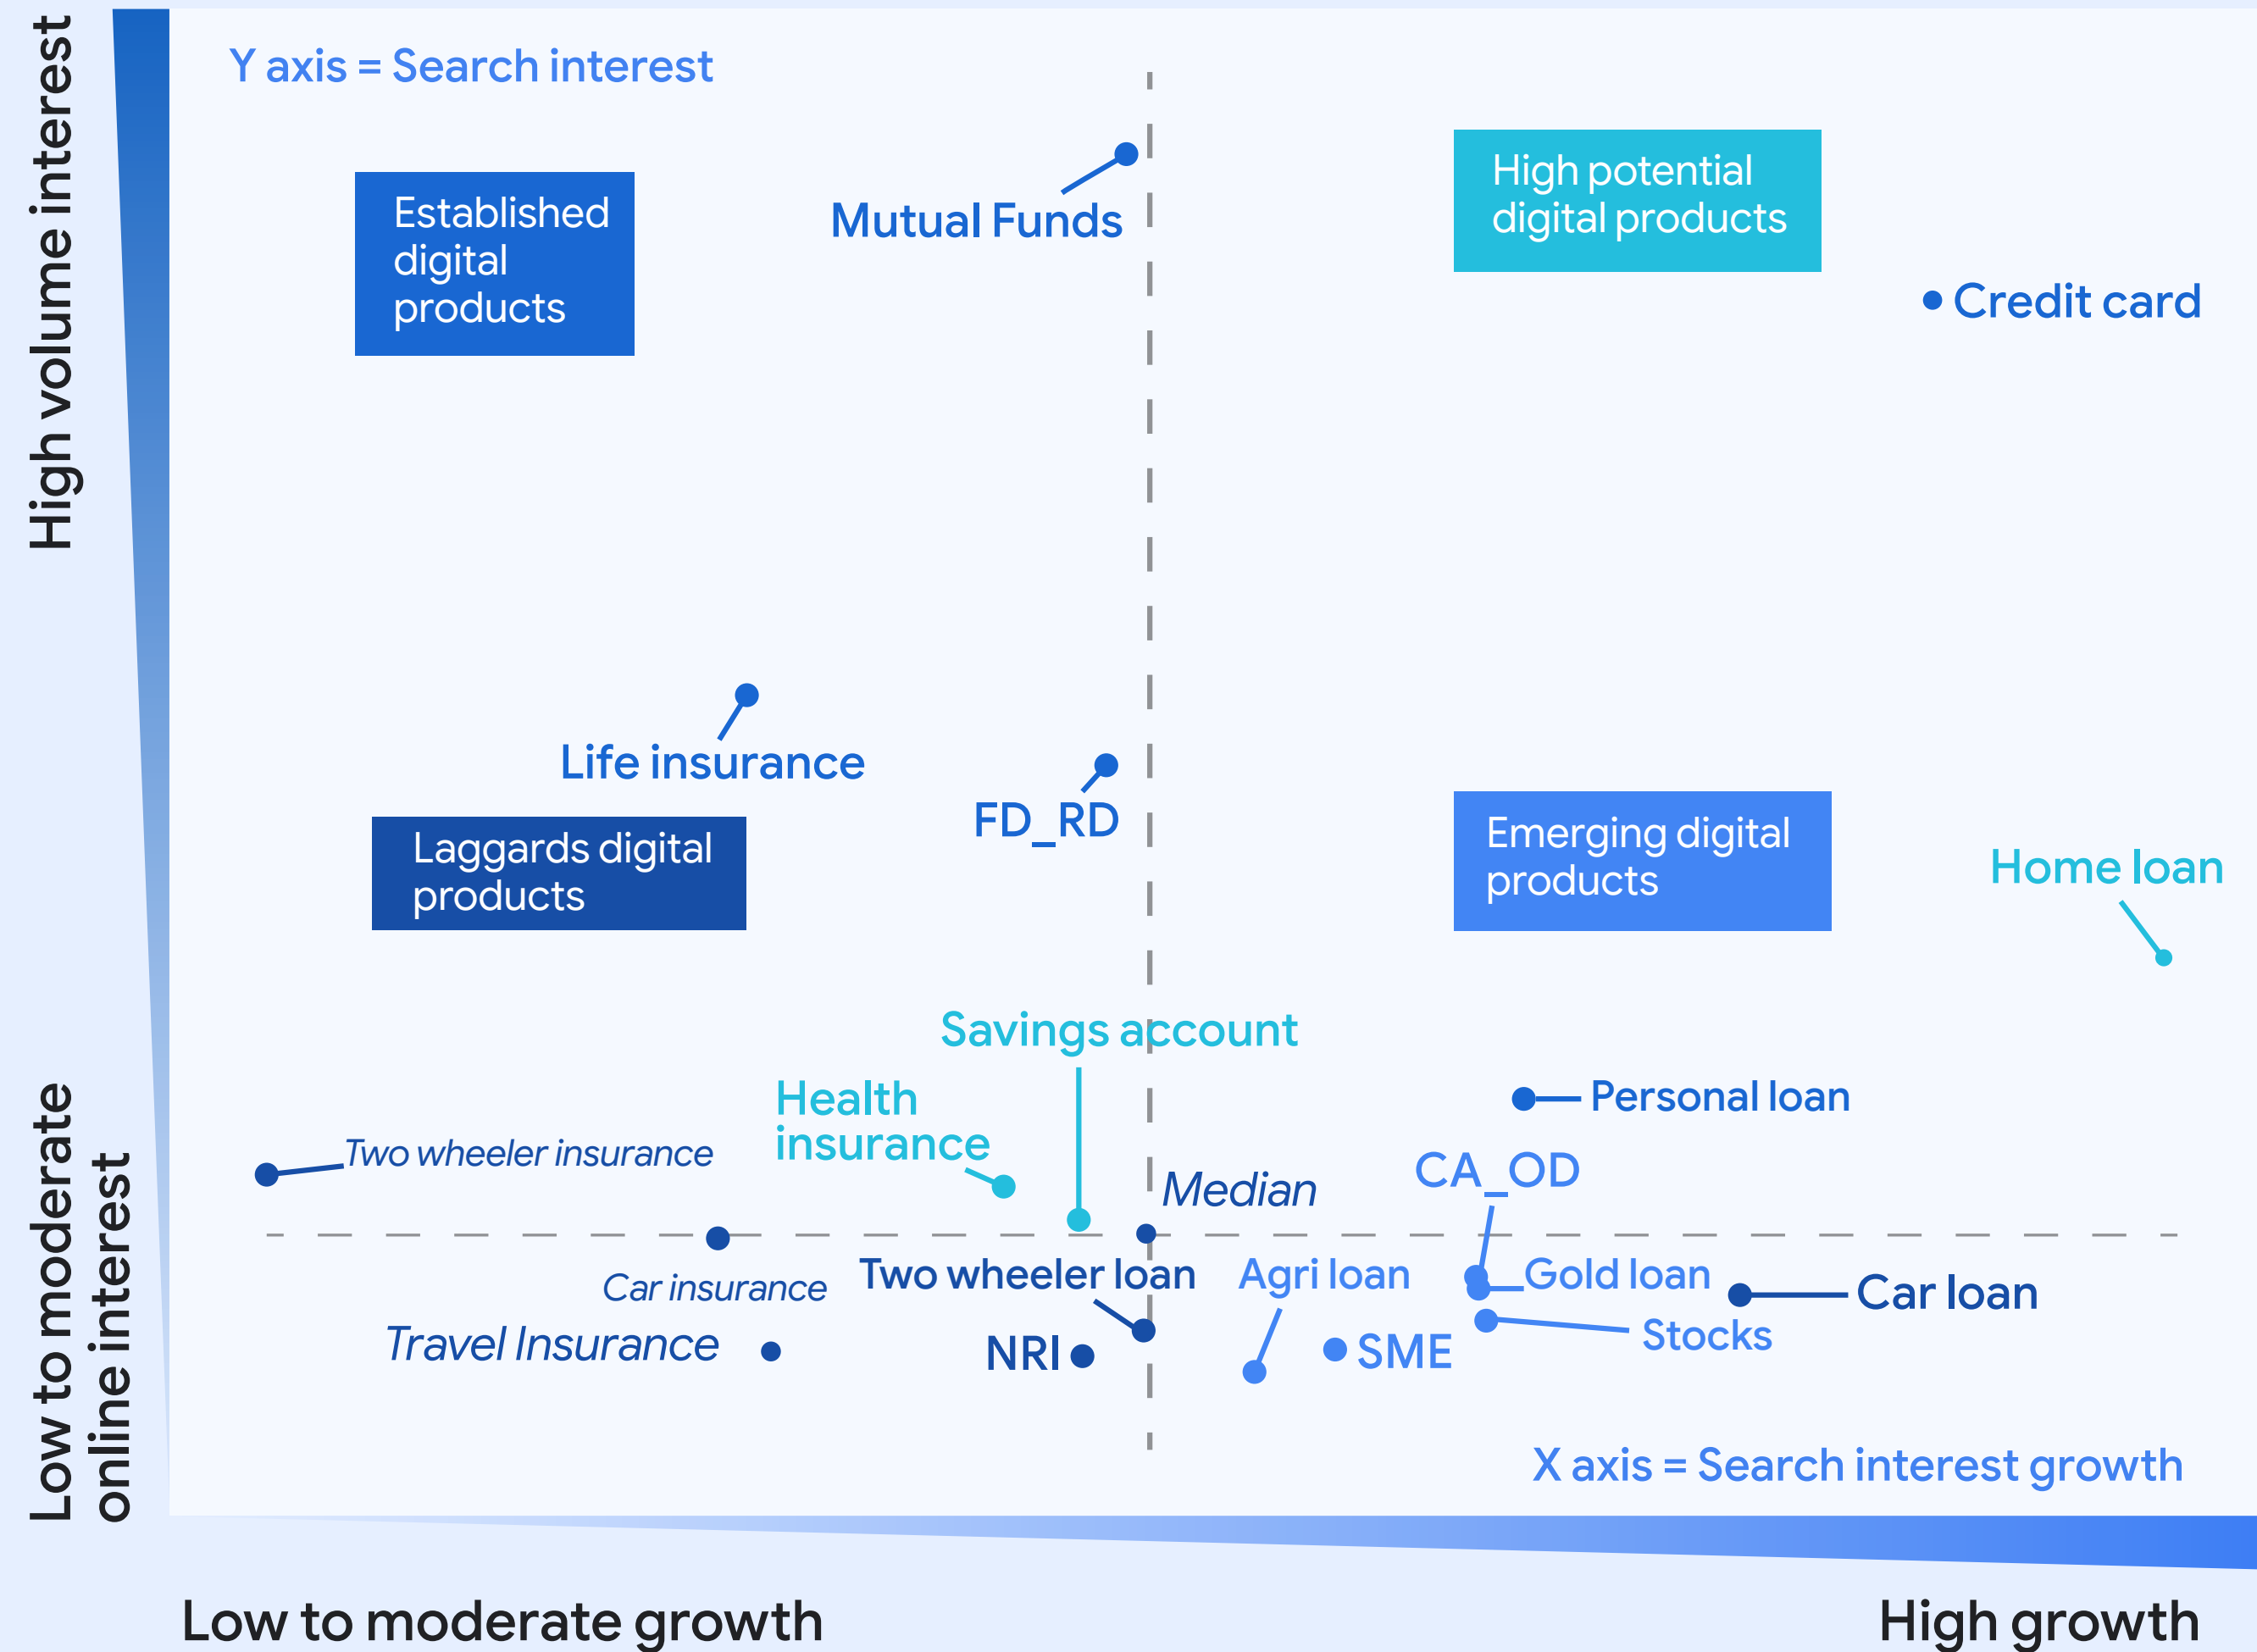 High volume interest
Low to moderate
online interest
Y axis = Search interest
Established
digital
products
Mutual Funds
High potential
digital products
Credit card
Life insurance
FD_RD
Laggards digital
products
Emerging digital
products
Home loan
Savings account
Health
insurance
Personal loan
Two wheeler insurance
Median
CA_OD
Car insurance
Two wheeler loan
Agri loan
Gold loan
Car loan
Travel Insurance
NRI
SME
Stocks
X axis = Search interest growth
Low to moderate growth
High growth